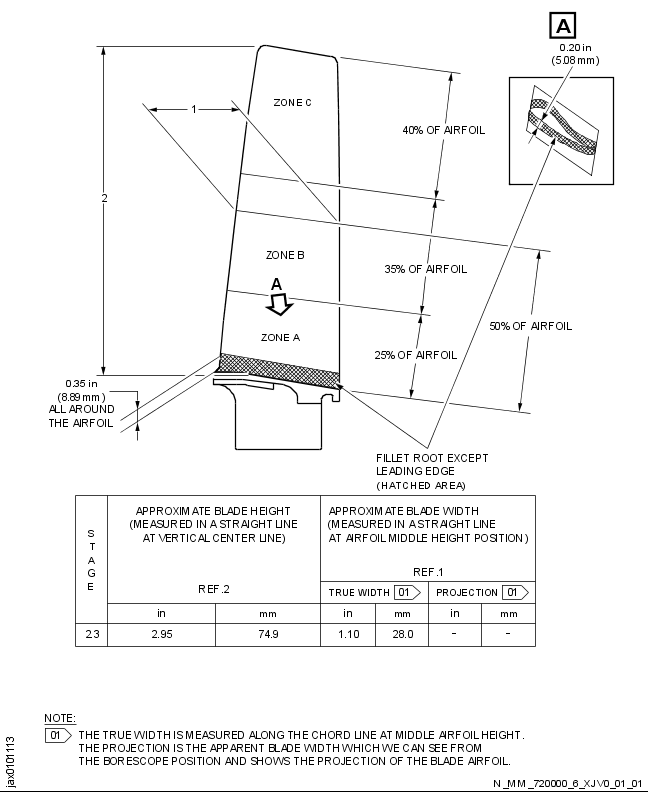 A
0.20 in
(5.08 mm)
ZONE C
1
40% OF AIRFOIL
2
ZONE B
35% OF AIRFOIL
A
50% OF AIRFOIL
ZONE A
25% OF AIRFOIL
0.35 in
(8.89 mm)
ALL AROUND
THE AIRFOIL
FILLET ROOT EXCEPT
LEADING EDGE
(HATCHED AREA)
STAGE
APPROXIMATE BLADE HEIGHT
(MEASURED IN A STRAIGHT LINE
AT VERTICAL CENTER LINE)
REF.2
APPROXIMATE BLADE WIDTH
(MEASURED IN A STRAIGHT LINE
AT AIRFOIL MIDDLE HEIGHT POSITION)
REF.1
TRUE WIDTH 01 PROJECTION 01
in mm in mm in mm
23 2.95 74.9 1.10 28.0 - -
NOTE:
01 THE TRUE WIDTH IS MEASURED ALONG THE CHORD LINE AT MIDDLE AIRFOIL HEIGHT.
THE PROJECTION IS THE APPARENT BLADE WIDTH WHICH WE CAN SEE FROM
THE BORESCOPE POSITION AND SHOWS THE PROJECTION OF THE BLADE AIRFOIL.
jax0101113
N_MM_720000_6_XJV0_01_01